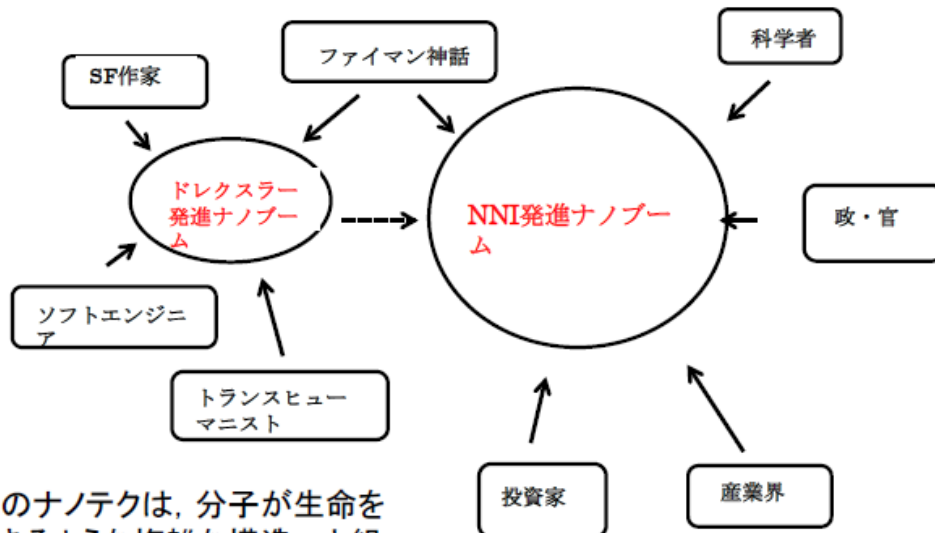 科学者
ファイマン神話
SF作家
ドレクスラー
発進ナノブー
ム
NNI発進ナノブー
ム
政・官
ソフトエンジニ
ア
トランスヒュー
マニスト
投資家
産業界
のナノテクは，分子が生命を